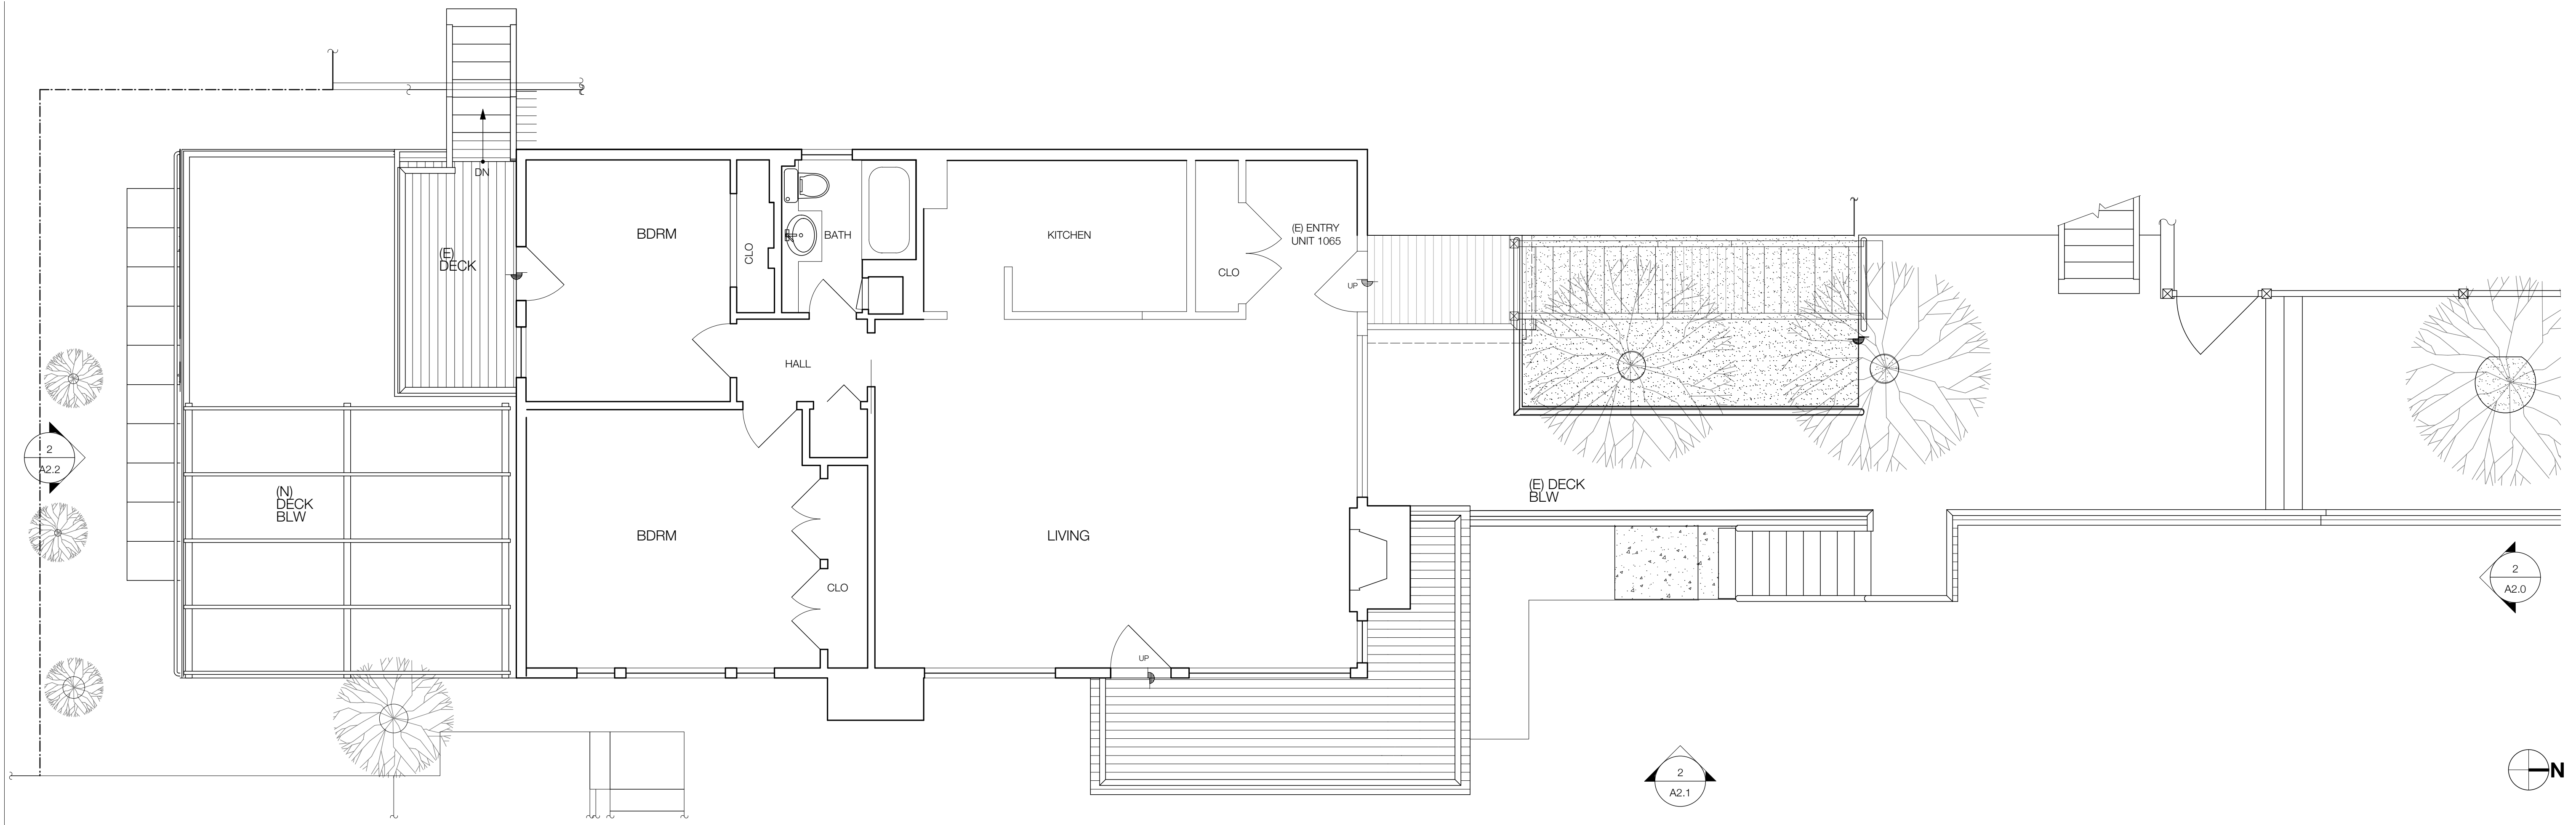 DN
(E)
DECK
BDRM
CLO
BATH
KITCHEN
CLO
(E) ENTRY
UNIT 1065
UP
HALL
2
A2.2
(N)
DECK
BLW
BDRM
CLO
LIVING
UP
(E) DECK
BLW
2
A2.0
2
A2.1
N